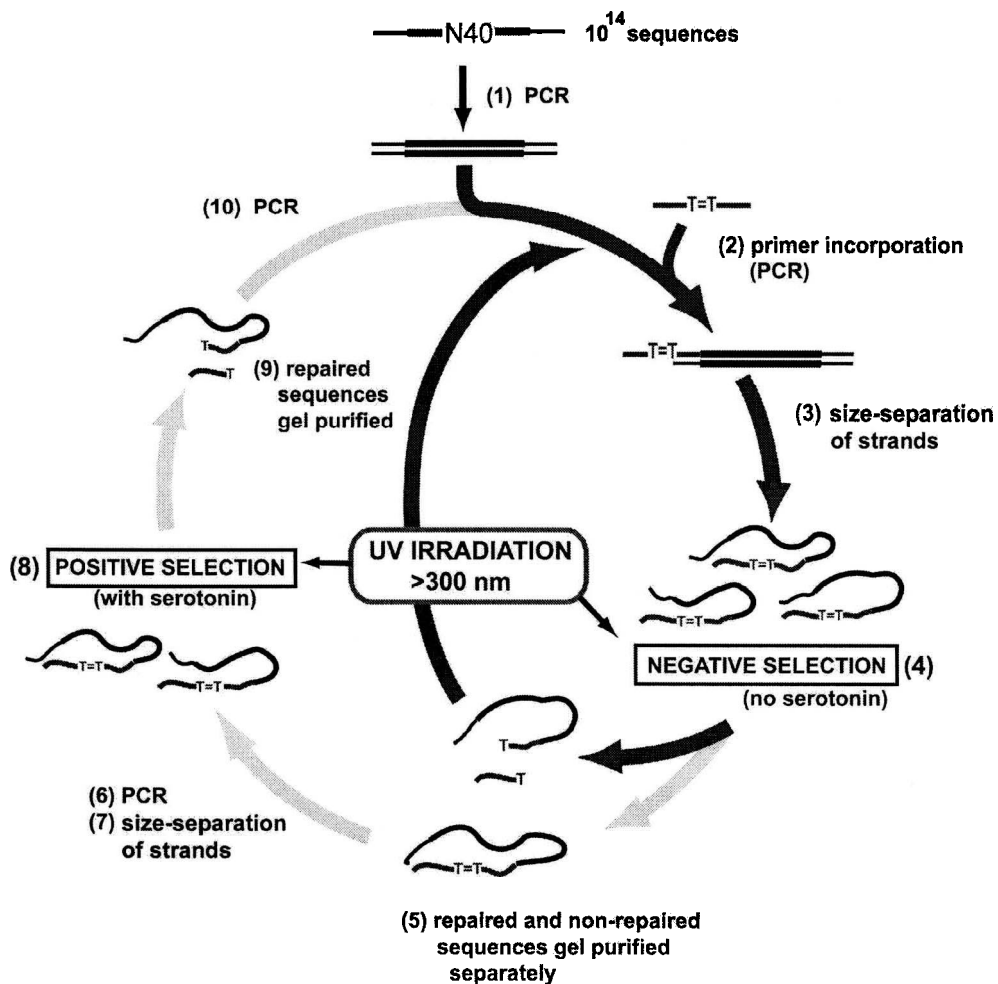 N40
10^14 sequences
(1) PCR
(10) PCR
T=T
(2) primer incorporation
(PCR)
T=T
T
T
(9) repaired
sequences
gel purified
(3) size-separation
of strands
UV IRRADIATION
>300 nm
(8) POSITIVE SELECTION
(with serotonin)
T=T
T=T
T=T
T=T
T=T
NEGATIVE SELECTION (4)
(no serotonin)
T
T
(6) PCR
(7) size-separation
of strands
T=T
(5) repaired and non-repaired
sequences gel purified
separately